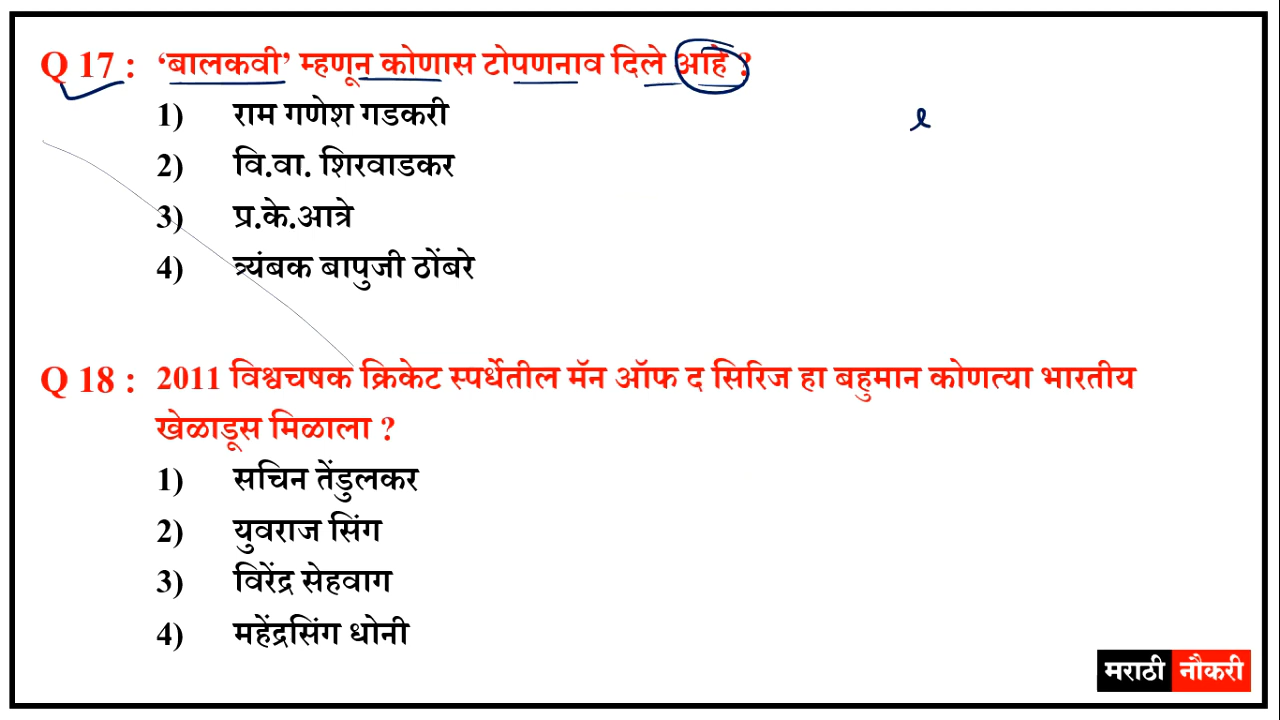 Q 17 : ‘बालकवी’ म्हणून कोणास टोपणनाव दिले आहे ?
1) राम गणेश गडकरी
2) वि.वा. शिरवाडकर
3) प्र.के.आत्रे
4) त्र्यंबक बापुजी ठोंबरे
Q 18 : 2011 विश्वचषक क्रिकेट स्पर्धेतील मॅन ऑफ द सिरिज हा बहुमान कोणत्या भारतीय
खेळाडूस मिळाला ?
1) सचिन तेंडुलकर
2) युवराज सिंग
3) विरेंद्र सेहवाग
4) महेंद्रसिंग धोनी
मराठी नौकरी